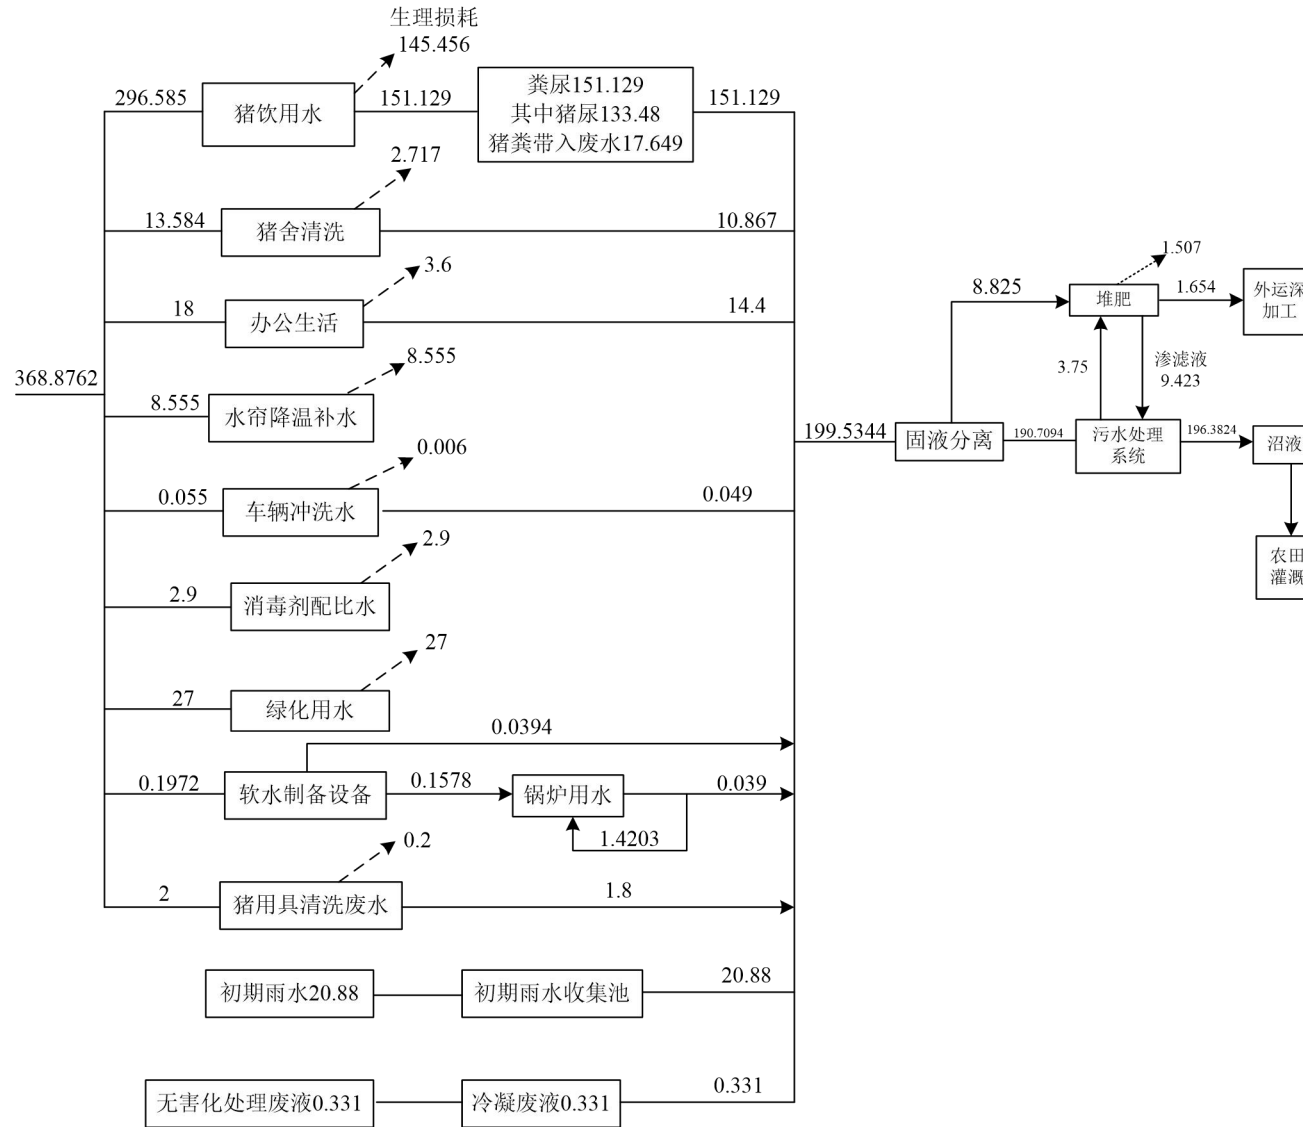 生理损耗
145.456
296.585
猪饮用水
151.129
粪尿151.129
其中猪尿133.48
猪粪带入废水17.649
151.129
2.717
13.584
猪舍清洗
10.867
3.6
18
办公生活
14.4
368.8762
8.555
8.555
水帘降温补水
0.006
0.055
车辆冲洗水
0.049
2.9
2.9
消毒剂配比水
27
27
绿化用水
0.0394
0.1972
软水制备设备
0.1578
锅炉用水
0.039
1.4203
0.2
2
猪用具清洗废水
1.8
初期雨水20.88
初期雨水收集池
20.88
无害化处理废液0.331
冷凝废液0.331
0.331
199.5344
固液分离
8.825
190.7094
1.507
堆肥
1.654
外运深
加工
3.75
渗滤液
9.423
污水处理
系统
196.3824
沼液
农田
灌溉